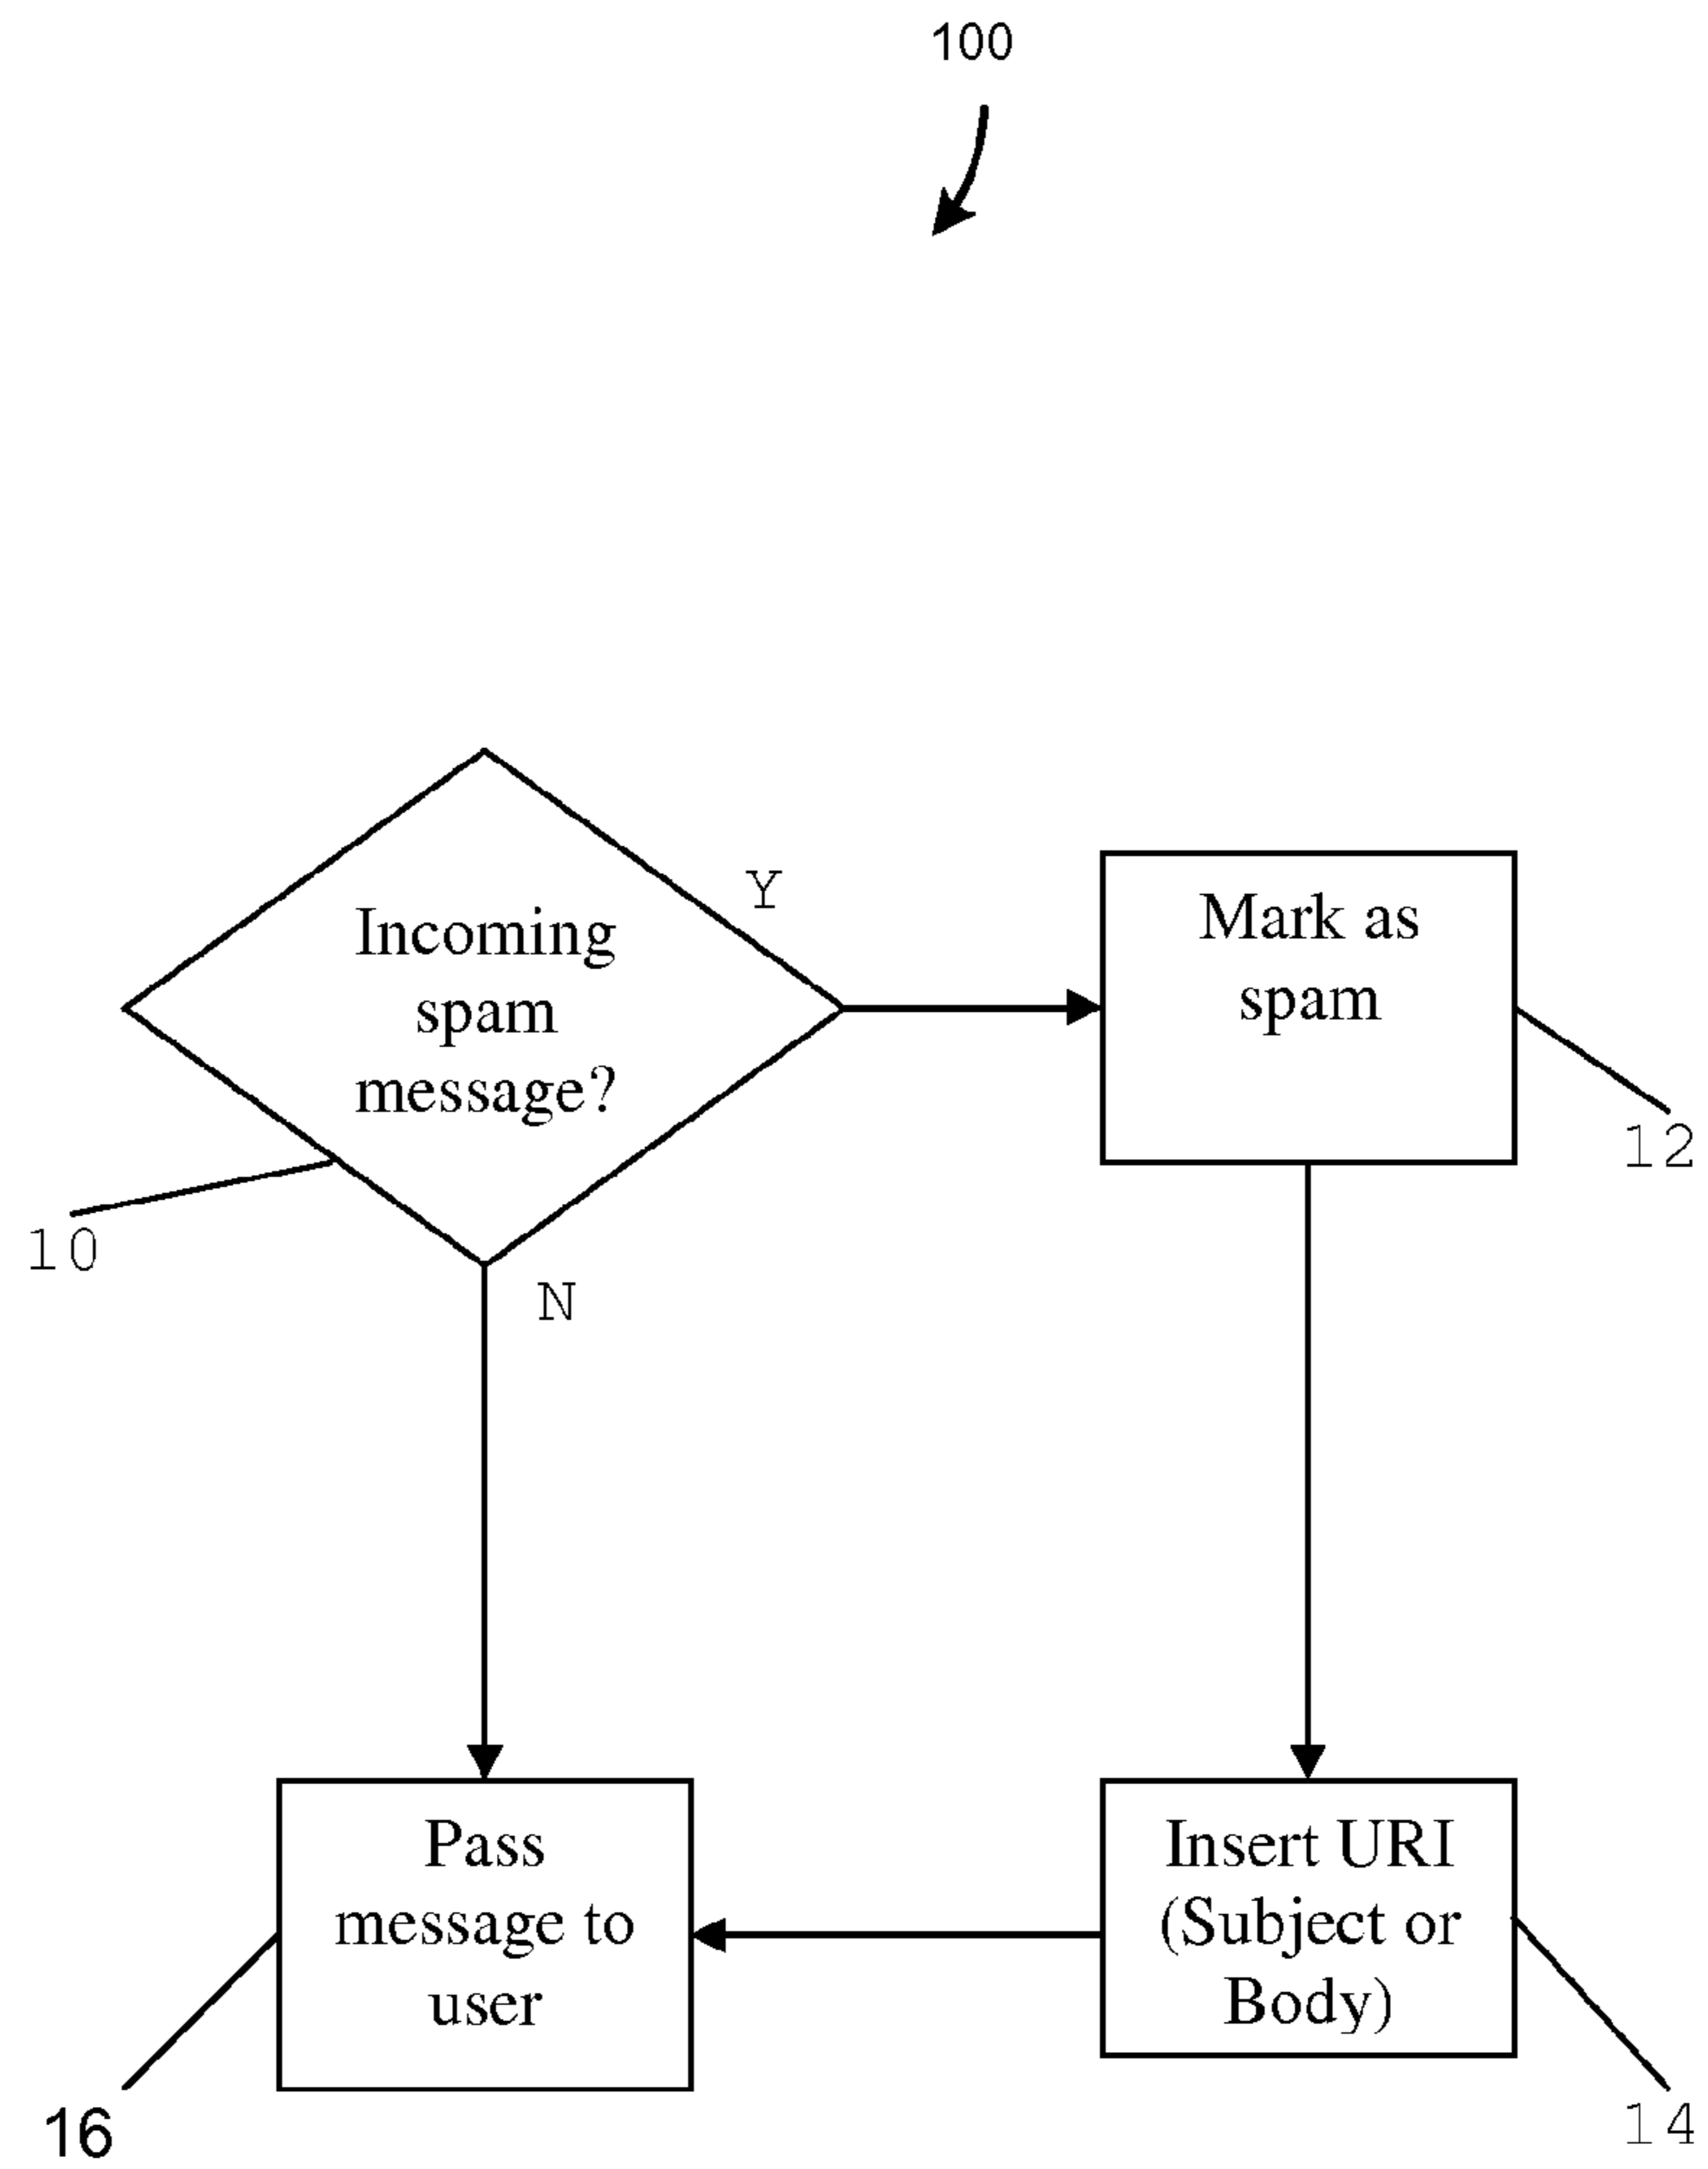 100
Incoming
spam
message?
Y
Mark as
spam
12
10
N
Pass
message to
user
Insert URI
(Subject or
Body)
16
14